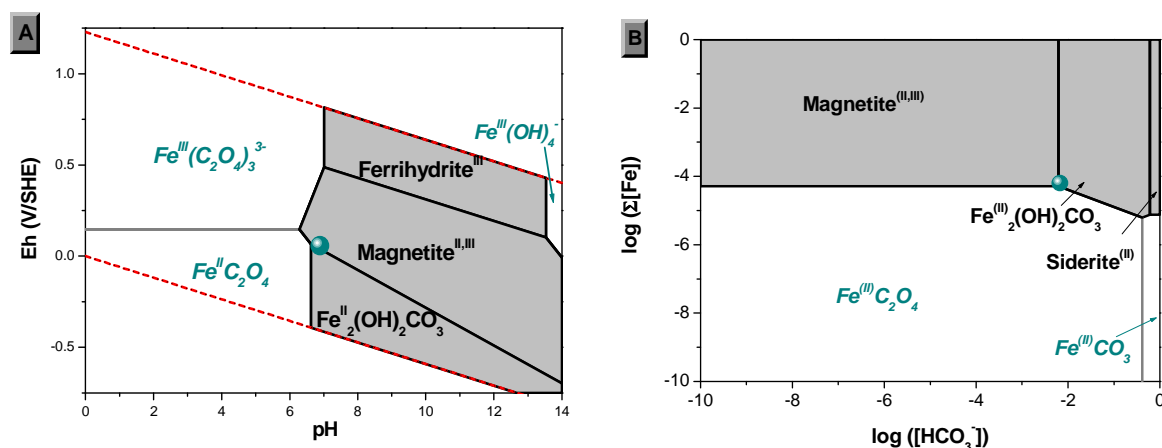 A
Eh (V/SHE)
1.0
0.5
0.0
-0.5
0 2 4 6 8 10 12 14
pH
Fe^III(C2O4)3^3-
Fe^III(OH)4^-
Ferrihydrite^III
Magnetite^II,III
Fe^IIC2O4
Fe^II2(OH)2CO3
B
log (Σ[Fe])
0
-2
-4
-6
-8
-10
-10 -8 -6 -4 -2 0
log ([HCO3^-])
Magnetite^(II,III)
Fe^(II)2(OH)2CO3
Siderite^(II)
Fe^(II)C2O4
Fe^(II)CO3